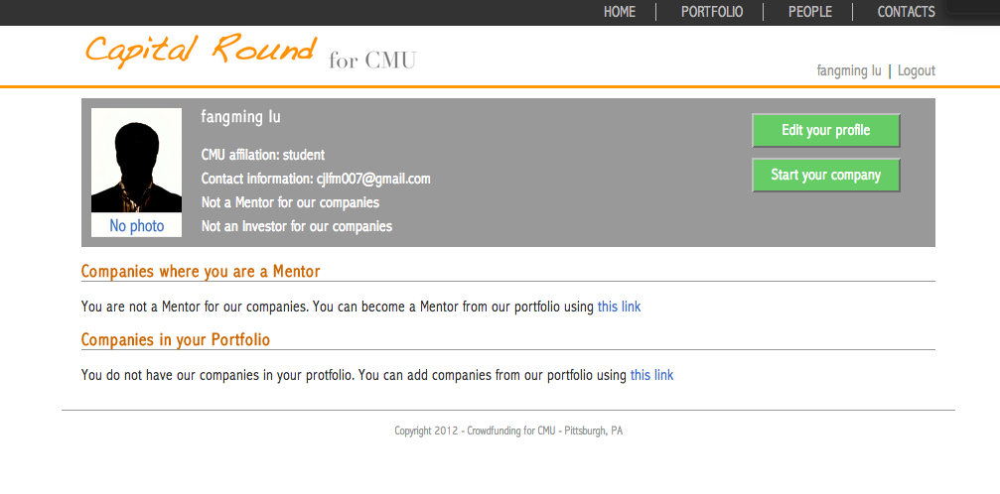 HOME | PORTFOLIO | PEOPLE | CONTACTS
Capital Round for CMU
fangming lu | Logout
fangming lu
Edit your profile
CMU affilation: student
Start your company
Contact information: cjlfm007@gmail.com
Not a Mentor for our companies
Not an Investor for our companies
No photo
Companies where you are a Mentor
You are not a Mentor for our companies. You can become a Mentor from our portfolio using this link
Companies in your Portfolio
You do not have our companies in your protfolio. You can add companies from our portfolio using this link
Copyright 2012 - Crowdfunding for CMU - Pittsburgh, PA